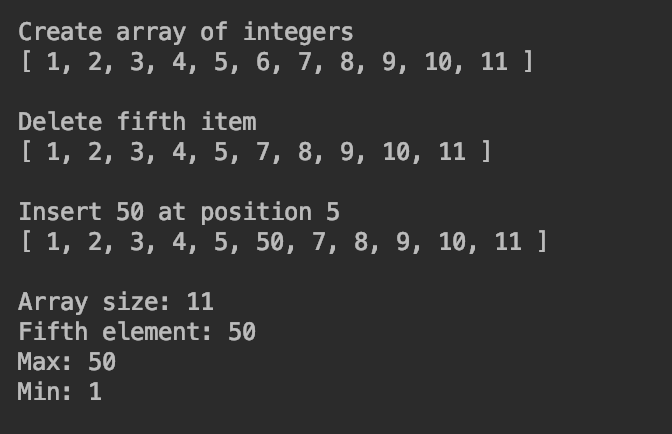 Create array of integers
[ 1, 2, 3, 4, 5, 6, 7, 8, 9, 10, 11 ]
Delete fifth item
[ 1, 2, 3, 4, 5, 7, 8, 9, 10, 11 ]
Insert 50 at position 5
[ 1, 2, 3, 4, 5, 50, 7, 8, 9, 10, 11 ]
Array size: 11
Fifth element: 50
Max: 50
Min: 1